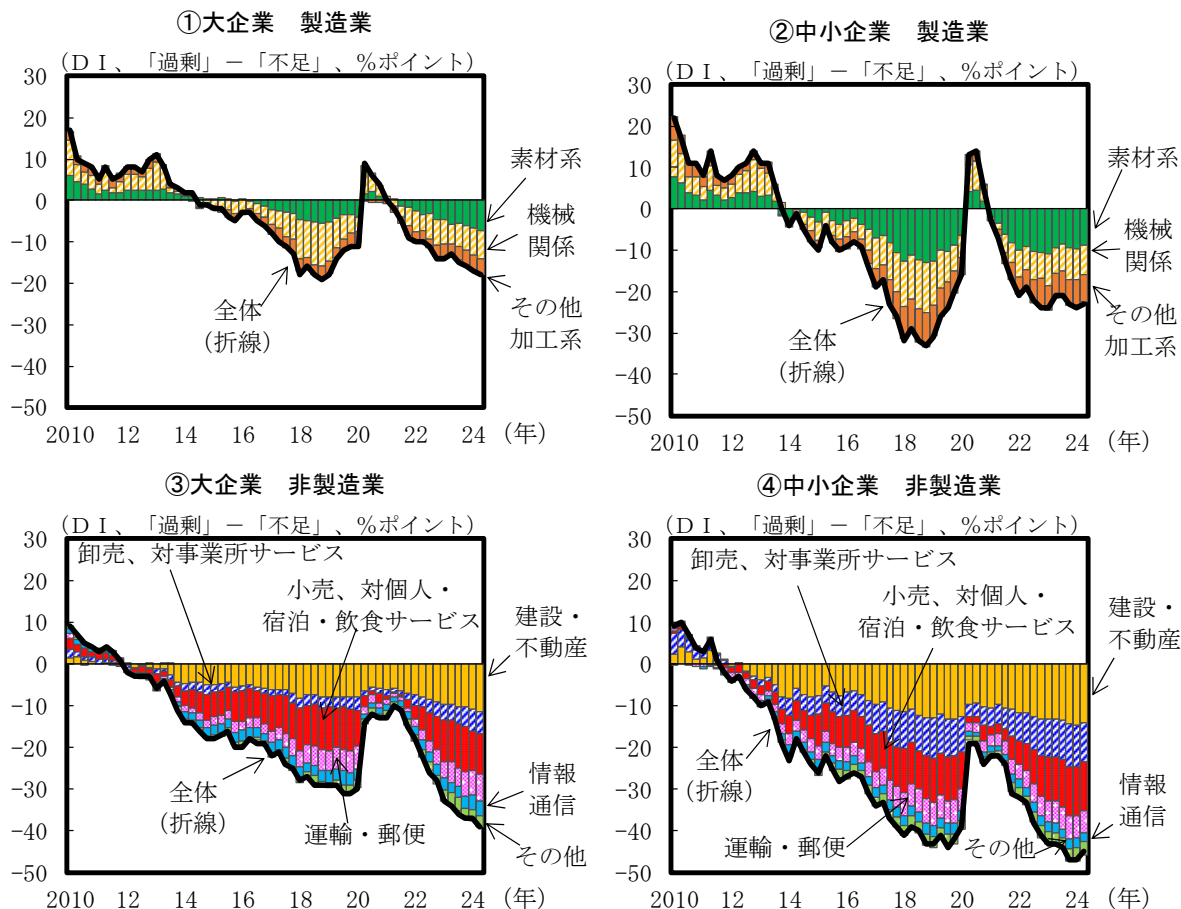 ①大企業 製造業
(DI、「過剰」-「不足」、%ポイント)
30
20
10
0
-10
-20
-30
-40
-50
2010 12 14 16 18 20 22 24 (年)
素材系
機械
関係
その他
加工系
全体
(折線)
②中小企業 製造業
(DI、「過剰」-「不足」、%ポイント)
30
20
10
0
-10
-20
-30
-40
-50
2010 12 14 16 18 20 22 24 (年)
素材系
機械
関係
その他
加工系
全体
(折線)
③大企業 非製造業
(DI、「過剰」-「不足」、%ポイント)
30
20
10
0
-10
-20
-30
-40
-50
2010 12 14 16 18 20 22 24 (年)
卸売、対事業所サービス
小売、対個人・
宿泊・飲食サービス
建設・
不動産
情報
通信
その他
全体
(折線)
運輸・郵便
④中小企業 非製造業
(DI、「過剰」-「不足」、%ポイント)
30
20
10
0
-10
-20
-30
-40
-50
2010 12 14 16 18 20 22 24 (年)
卸売、対事業所サービス
小売、対個人・
宿泊・飲食サービス
建設・
不動産
全体
(折線)
情報
通信
運輸・郵便
その他